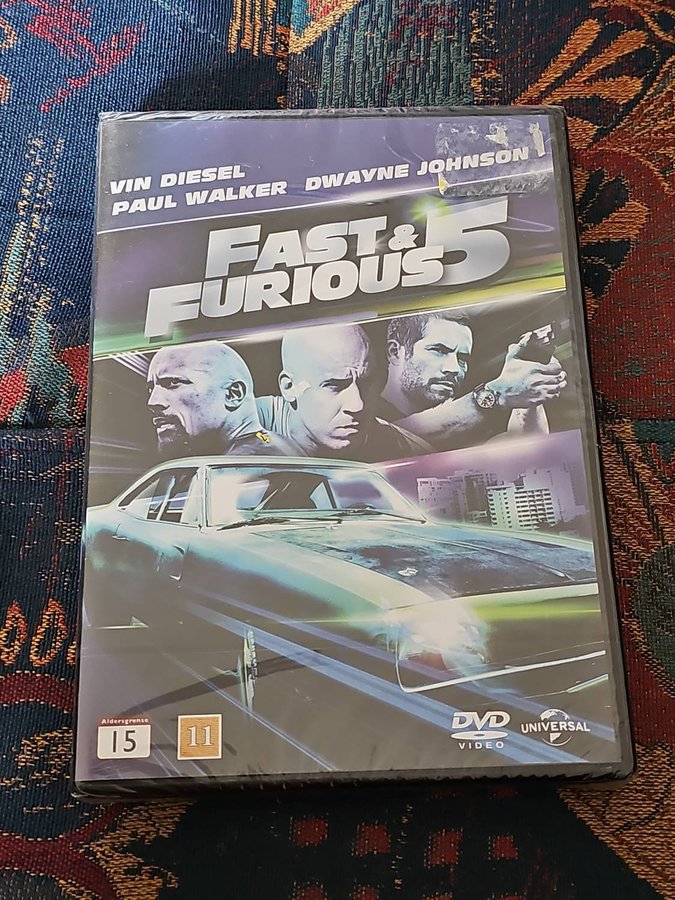 VIN DIESEL
PAUL WALKER DWAYNE JOHNSON
FAST &
FURIOUS 5
Aldersgrense
15
11
DVD
VIDEO
UNIVERSAL